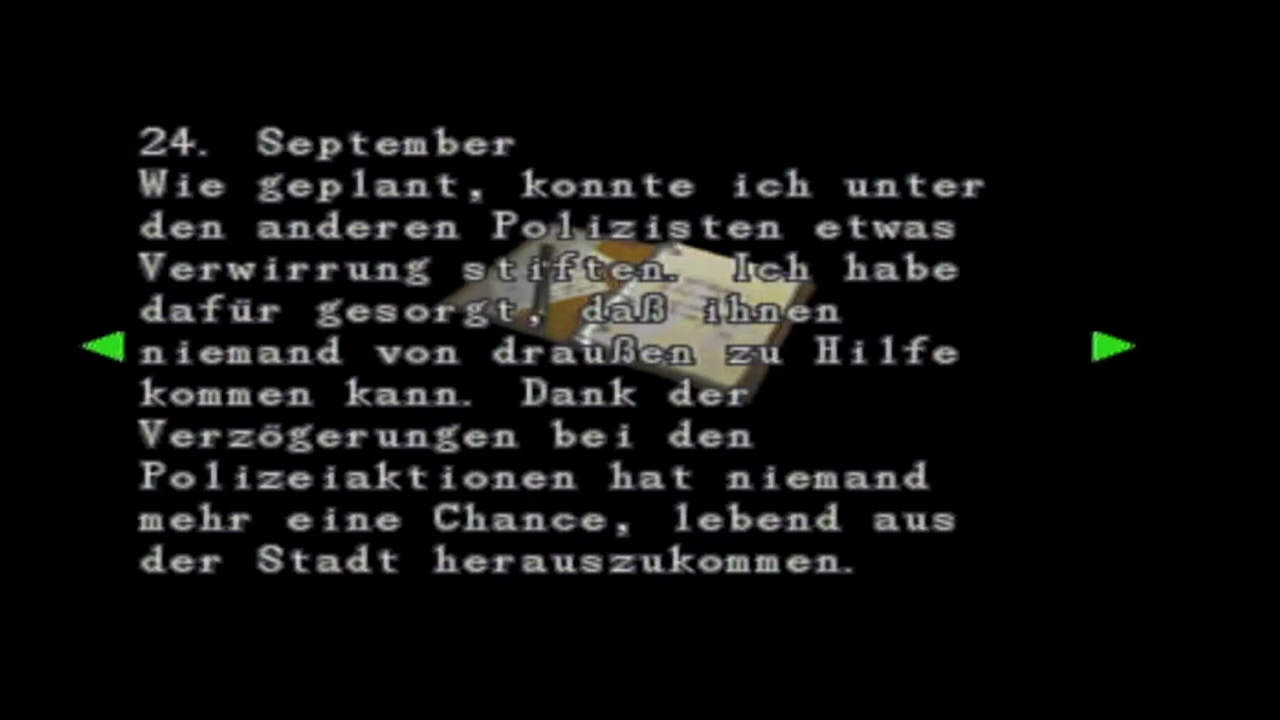 24. September
Wie geplant, konnte ich unter
den anderen Polizisten etwas
Verwirrung stiften. Ich habe
dafür gesorgt, daß ihnen
niemand von draußen zu Hilfe
kommen kann. Dank der
Verzögerungen bei den
Polizeiaktionen hat niemand
mehr eine Chance, lebend aus
der Stadt herauszukommen.